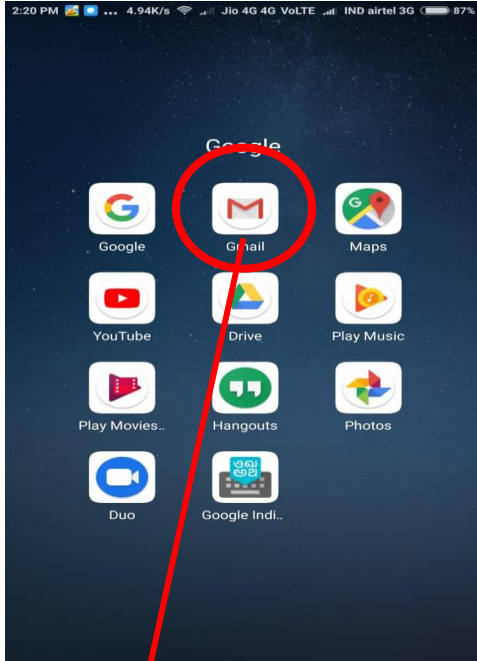 2:20 PM ... 4.94K/s Jio 4G 4G VoLTE IND airtel 3G 87%
Google
Google Gmail Maps
YouTube Drive Play Music
Play Movies.. Hangouts Photos
Duo Google Indi..